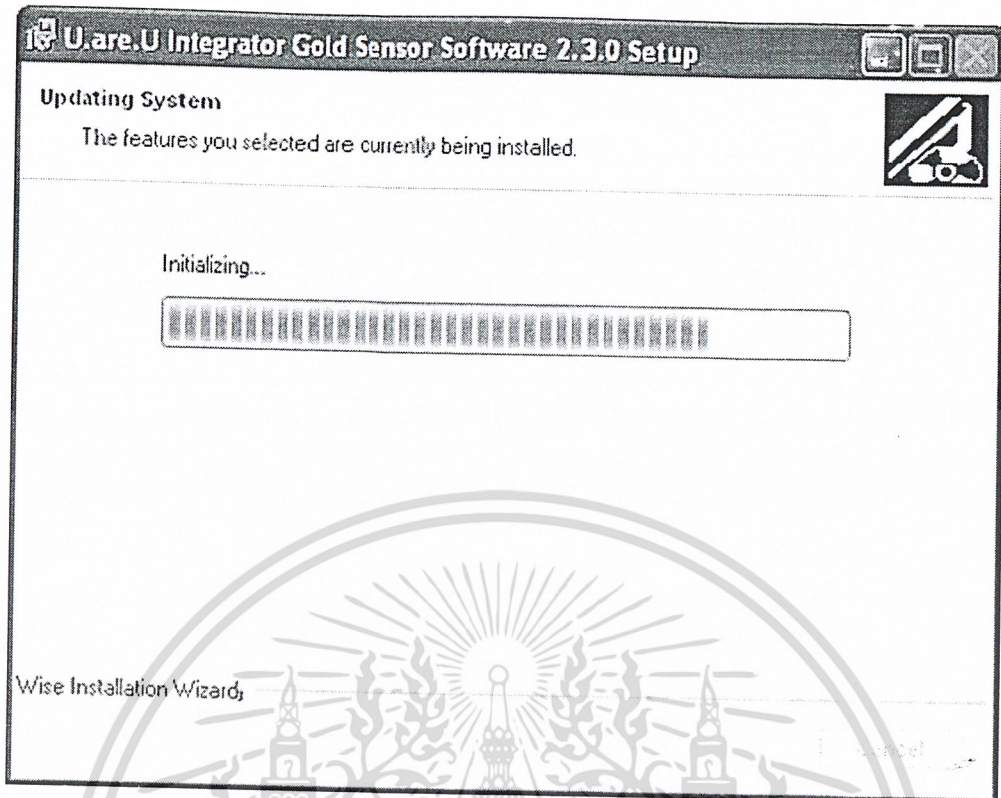 U.are.U Integrator Gold Sensor Software 2.3.0 Setup
Updating System
The features you selected are currently being installed.
Initializing...
Wise Installation Wizard
Cancel